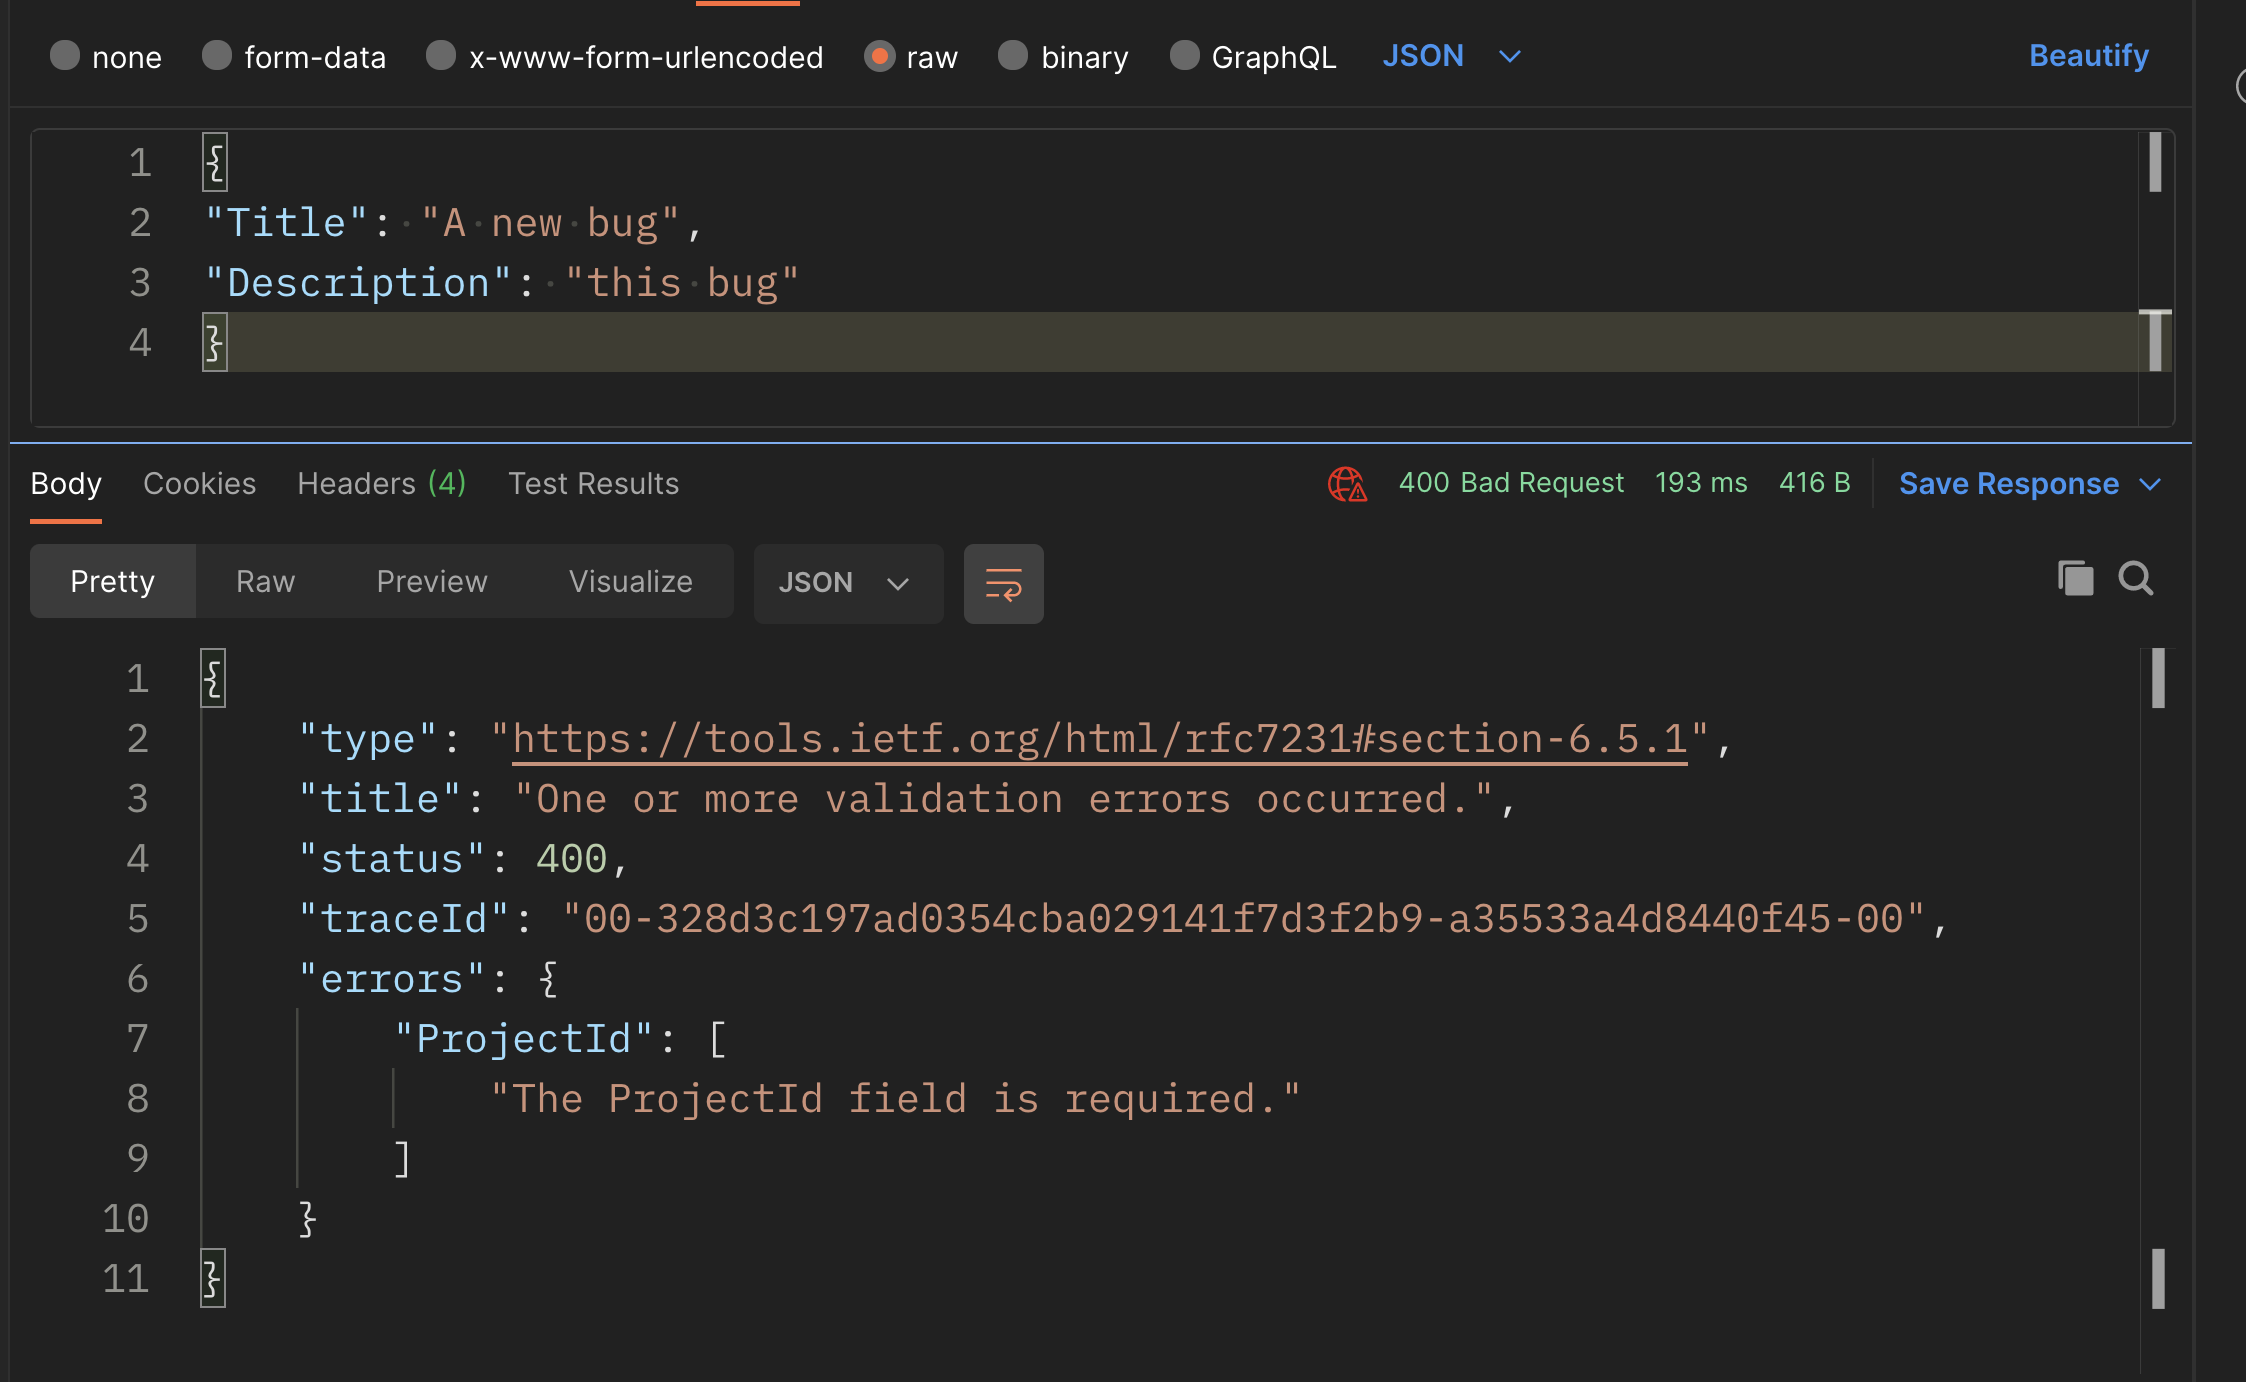 none form-data x-www-form-urlencoded raw binary GraphQL JSON Beautify
1 {
2 "Title": "A new bug",
3 "Description": "this bug"
4 }
Body Cookies Headers (4) Test Results 400 Bad Request 193 ms 416 B Save Response
Pretty Raw Preview Visualize JSON
1 {
2 "type": "https://tools.ietf.org/html/rfc7231#section-6.5.1",
3 "title": "One or more validation errors occurred.",
4 "status": 400,
5 "traceId": "00-328d3c197ad0354cba029141f7d3f2b9-a35533a4d8440f45-00",
6 "errors": {
7 "ProjectId": [
8 "The ProjectId field is required."
9 ]
10 }
11 }